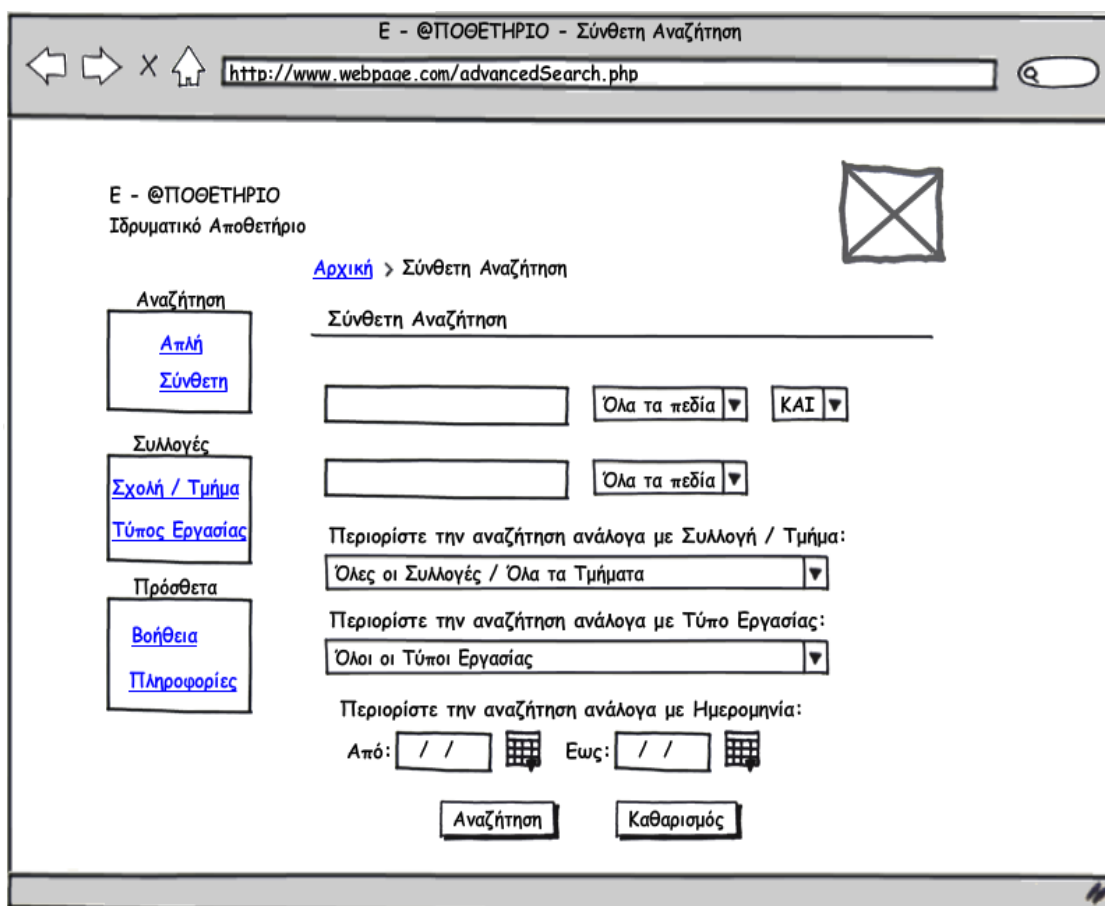 E - @ΠΟΘΕΤΗΡΙΟ - Σύνθετη Αναζήτηση
http://www.webpage.com/advancedSearch.php
E - @ΠΟΘΕΤΗΡΙΟ
Ιδρυματικό Αποθετήριο
Αρχική > Σύνθετη Αναζήτηση
Αναζήτηση
Απλή
Σύνθετη
Συλλογές
Σχολή / Τμήμα
Τύπος Εργασίας
Πρόσθετα
Βοήθεια
Πληροφορίες
Σύνθετη Αναζήτηση
Όλα τα πεδία ΚΑΙ
Όλα τα πεδία
Περιορίστε την αναζήτηση ανάλογα με Συλλογή / Τμήμα:
Όλες οι Συλλογές / Όλα τα Τμήματα
Περιορίστε την αναζήτηση ανάλογα με Τύπο Εργασίας:
Όλοι οι Τύποι Εργασίας
Περιορίστε την αναζήτηση ανάλογα με Ημερομηνία:
Από: / / Εως: / /
Αναζήτηση Καθαρισμός